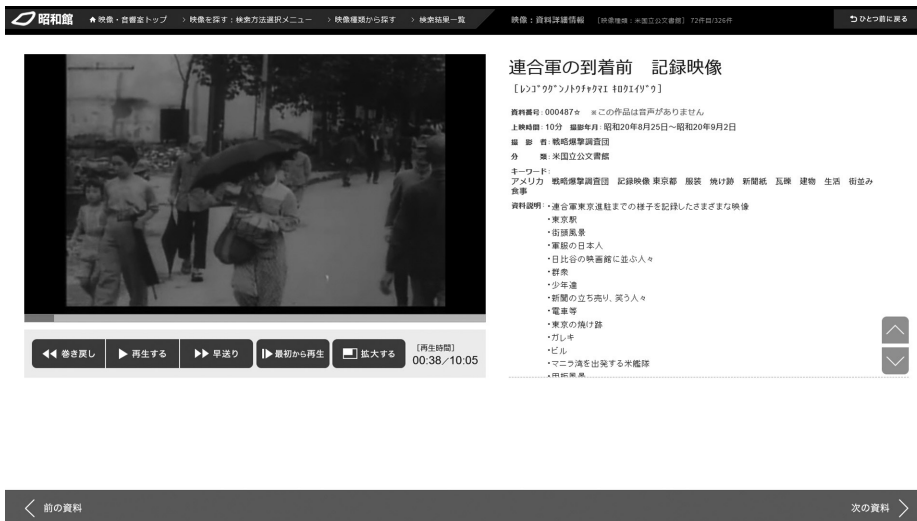 昭和館
映像・音響室トップ
> 映像を探す:検索方法選択メニュー
> 映像種類から探す
> 検索結果一覧
映像:資料詳細情報 [映像種類:米国立公文書館] 72件目/326件
ひとつ前に戻る
連合軍の到着前 記録映像
[ﾚﾝｺﾞｳｸﾞﾝﾉﾄｳﾁｬｸﾏｴ ｷﾛｸｴｲｿﾞｳ]
資料番号:000487☆ ※この作品は音声がありません
上映時間:10分 撮影年月:昭和20年8月25日~昭和20年9月2日
撮影者:戦略爆撃調査団
分類:米国立公文書館
キーワード:
アメリカ 戦略爆撃調査団 記録映像 東京都 服装 焼け跡 新聞紙 瓦礫 建物 生活 街並み
食事
資料説明:・連合軍東京進駐までの様子を記録したさまざまな映像
・東京駅
・街頭風景
・軍服の日本人
・日比谷の映画館に並ぶ人々
・群衆
・少年達
・新聞の立ち売り、笑う人々
・電車等
・東京の焼け跡
・ガレキ
・ビル
・マニラ湾を出発する米艦隊
巻き戻し
再生する
早送り
最初から再生
拡大する
[再生時間]
00:38/10:05
前の資料
次の資料